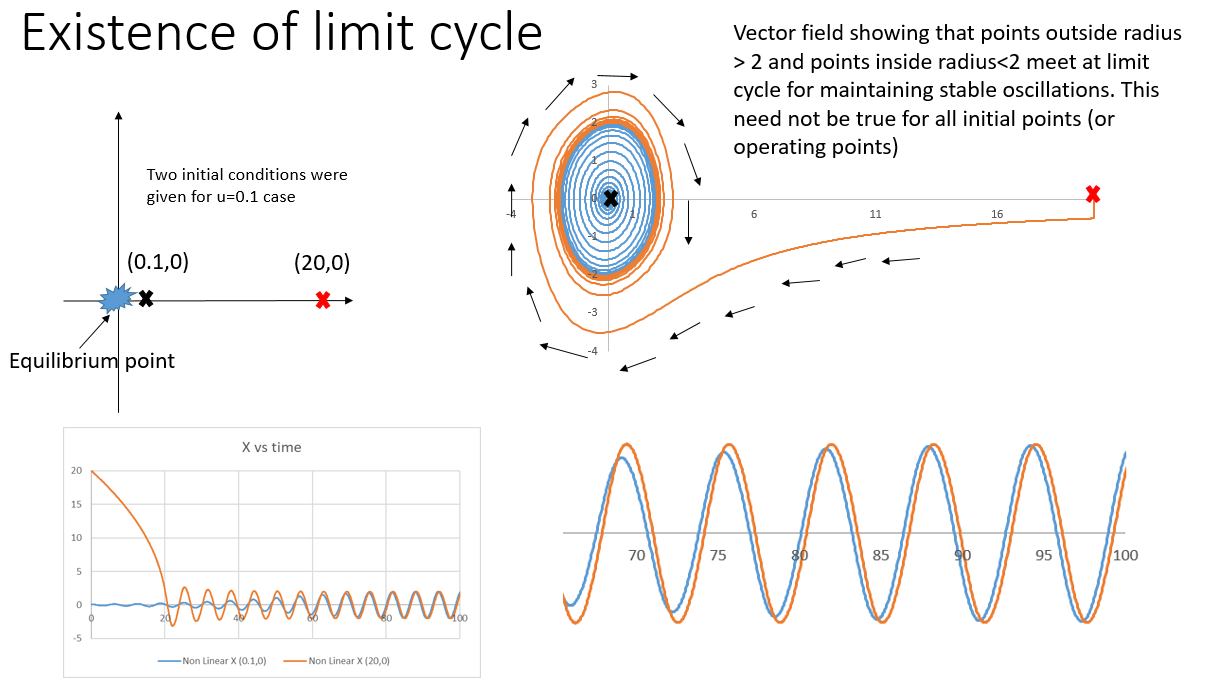 Existence of limit cycle
Vector field showing that points outside radius
> 2 and points inside radius<2 meet at limit
cycle for maintaining stable oscillations. This
need not be true for all initial points (or
operating points)
Two initial conditions were
given for u=0.1 case
(0.1,0)
(20,0)
Equilibrium point
3
2
1
0
-4
1
6
11
16
-1
-2
-3
-4
X vs time
20
15
10
5
0
-5
0
20
40
60
80
100
Non Linear X (0.1,0)
Non Linear X (20,0)
70
75
80
85
90
95
100